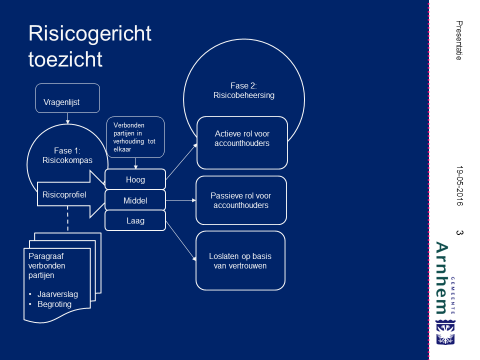 Risicogericht
toezicht
Vragenlijst
Fase 1:
Risicokompas
Risicoprofiel
Verbonden
partijen in
verhouding tot
elkaar
Hoog
Middel
Laag
Paragraaf
verbonden
partijen
• Jaarverslag
• Begroting
Fase 2:
Risicobeheersing
Actieve rol voor
accounthouders
Passieve rol voor
accounthouders
Loslaten op basis
van vertrouwen
Presentatie
19-05-2016
3
GEMEENTE
Arnhem